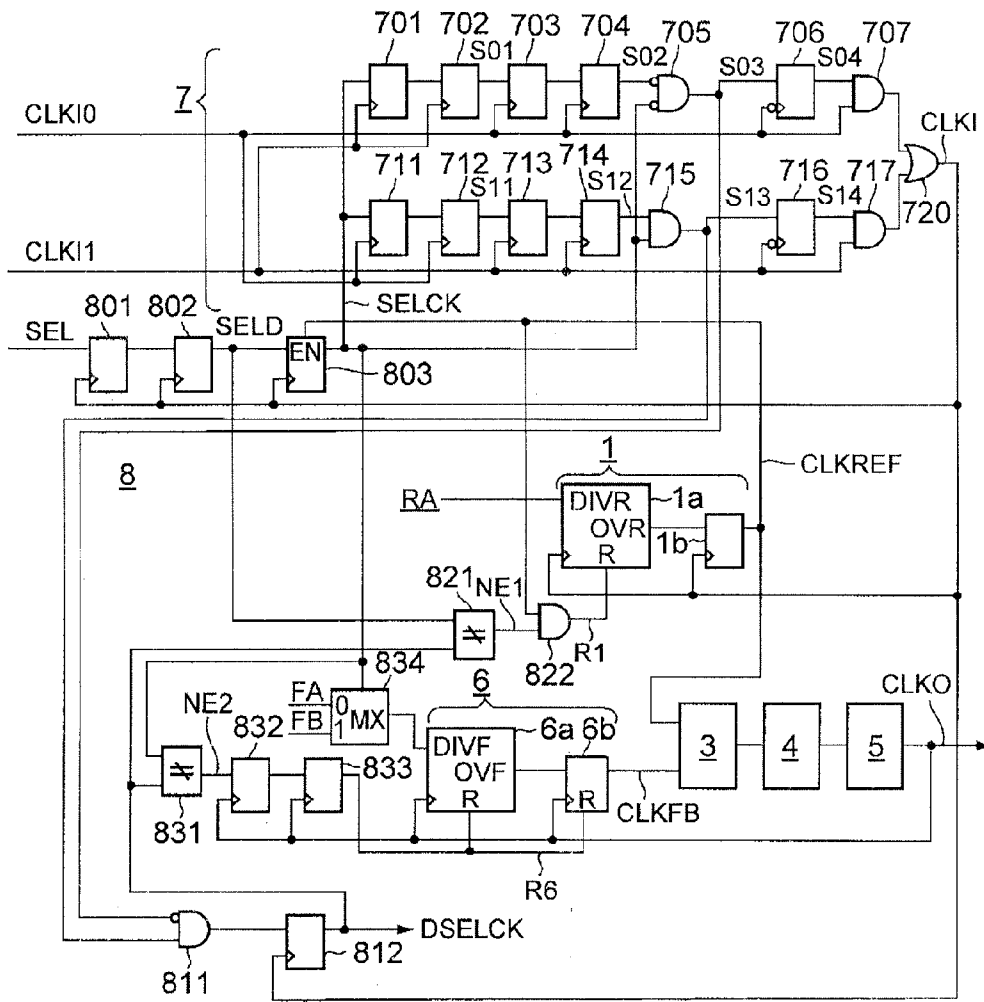 701 702 S01 703 704 S02 705 706 S04 707
S03
7
CLKI0
CLKI
711 712 S11 713 714 S12 715 S13 716 S14 717
720
CLKI1
SELCK
801 802
SEL SELD
EN
803
8
1
CLKREF
RA
DIVR
OVR
R
1a
1b
821 NE1
≠
822
R1
834
FA
FB
0
1
MX
6
6a 6b
CLKO
NE2 832 833
DIVF
OVF
R
R
3 4 5
≠
831
CLKFB
R6
811
812
DSELCK